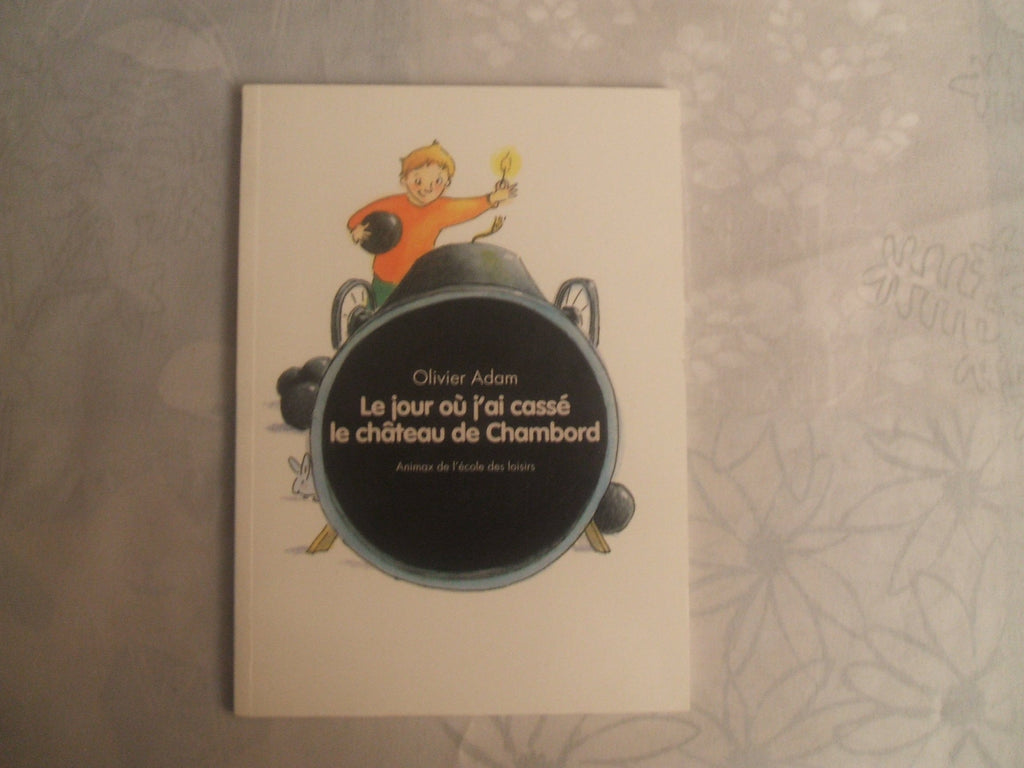 Olivier Adam
Le jour où j'ai cassé
le château de Chambord
Animax de l'école des loisirs